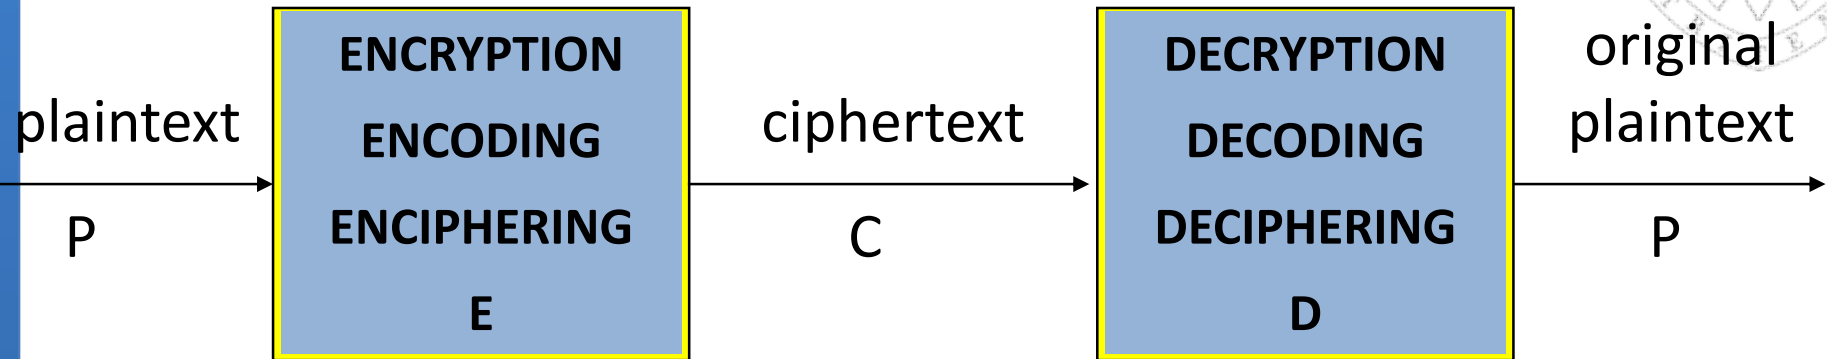 plaintext
P
ENCRYPTION
ENCODING
ENCIPHERING
E
ciphertext
C
DECRYPTION
DECODING
DECIPHERING
D
original
plaintext
P